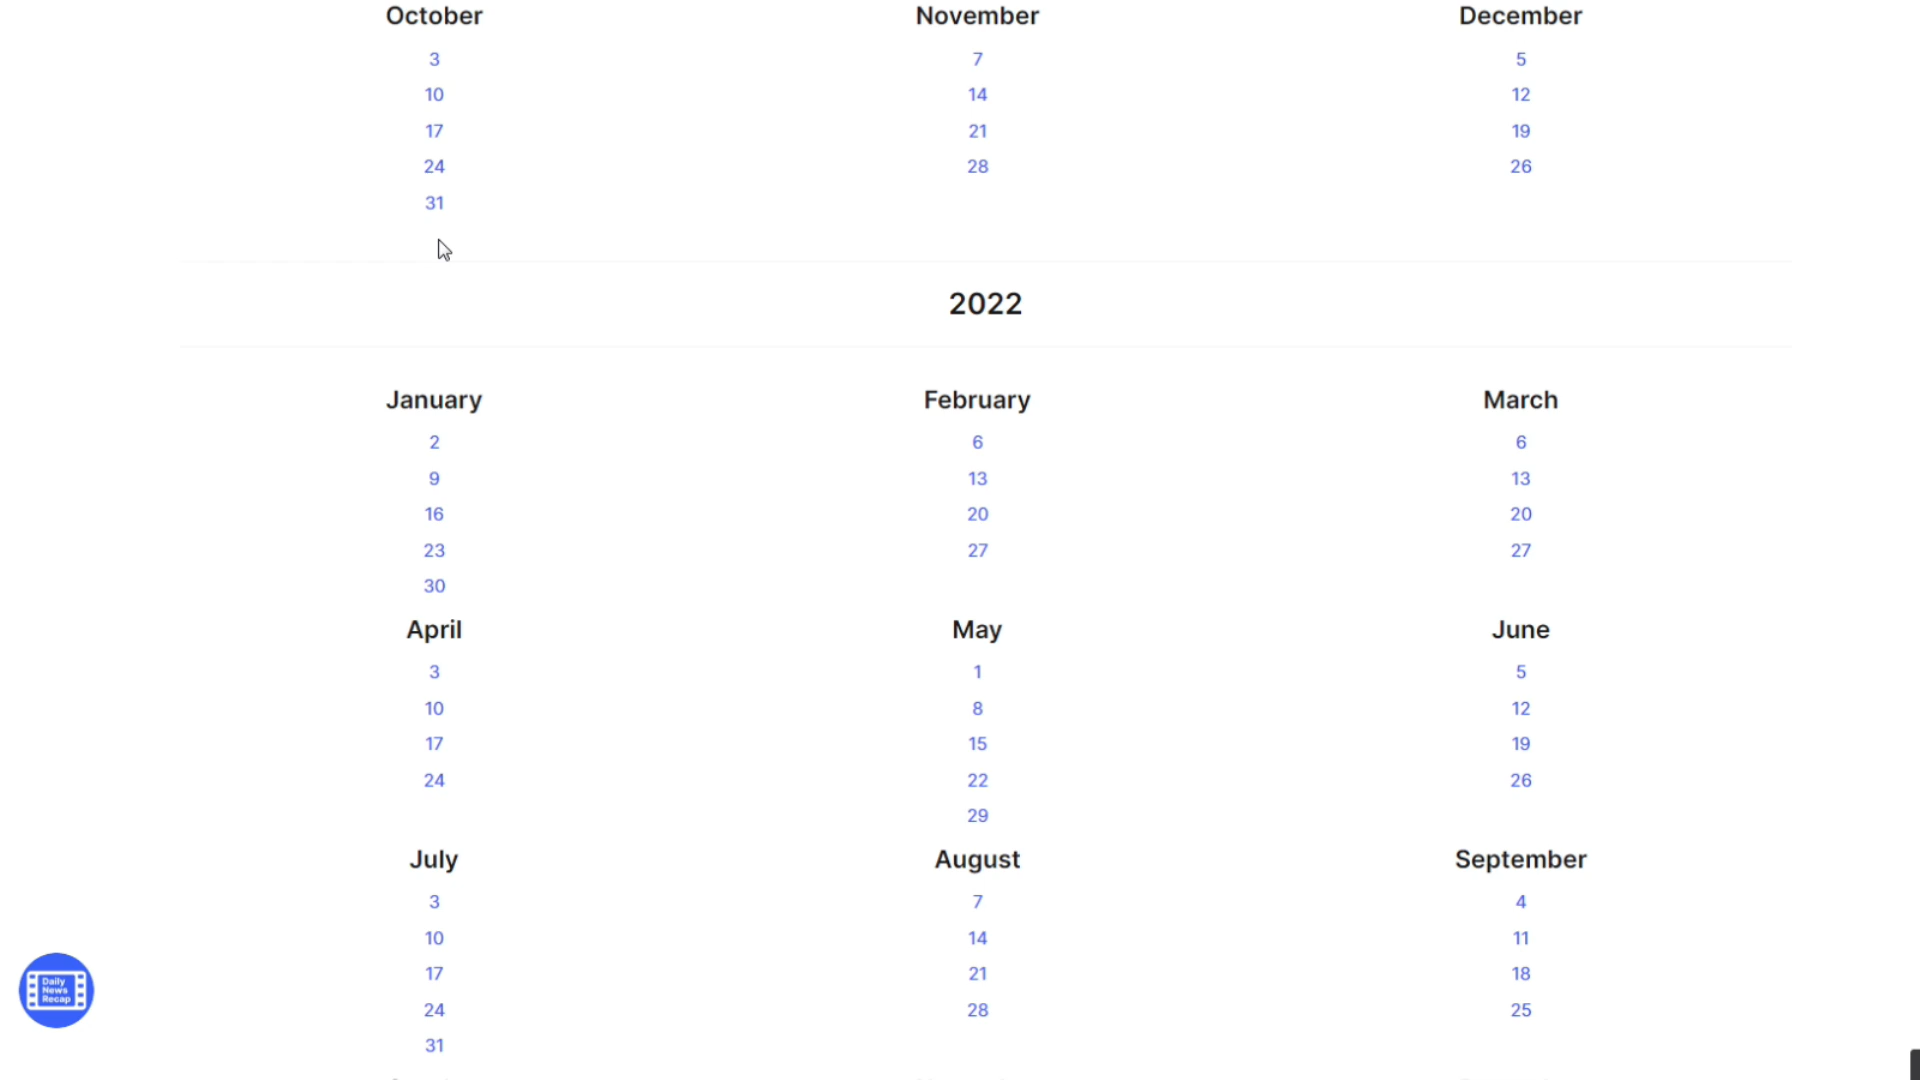 October November December
3 7 5
10 14 12
17 21 19
24 28 26
31
2022
January February March
2 6 6
9 13 13
16 20 20
23 27 27
30
April May June
3 1 5
10 8 12
17 15 19
24 22 26
29
July August September
3 7 4
10 14 11
17 21 18
24 28 25
31
Daily
News
Recap